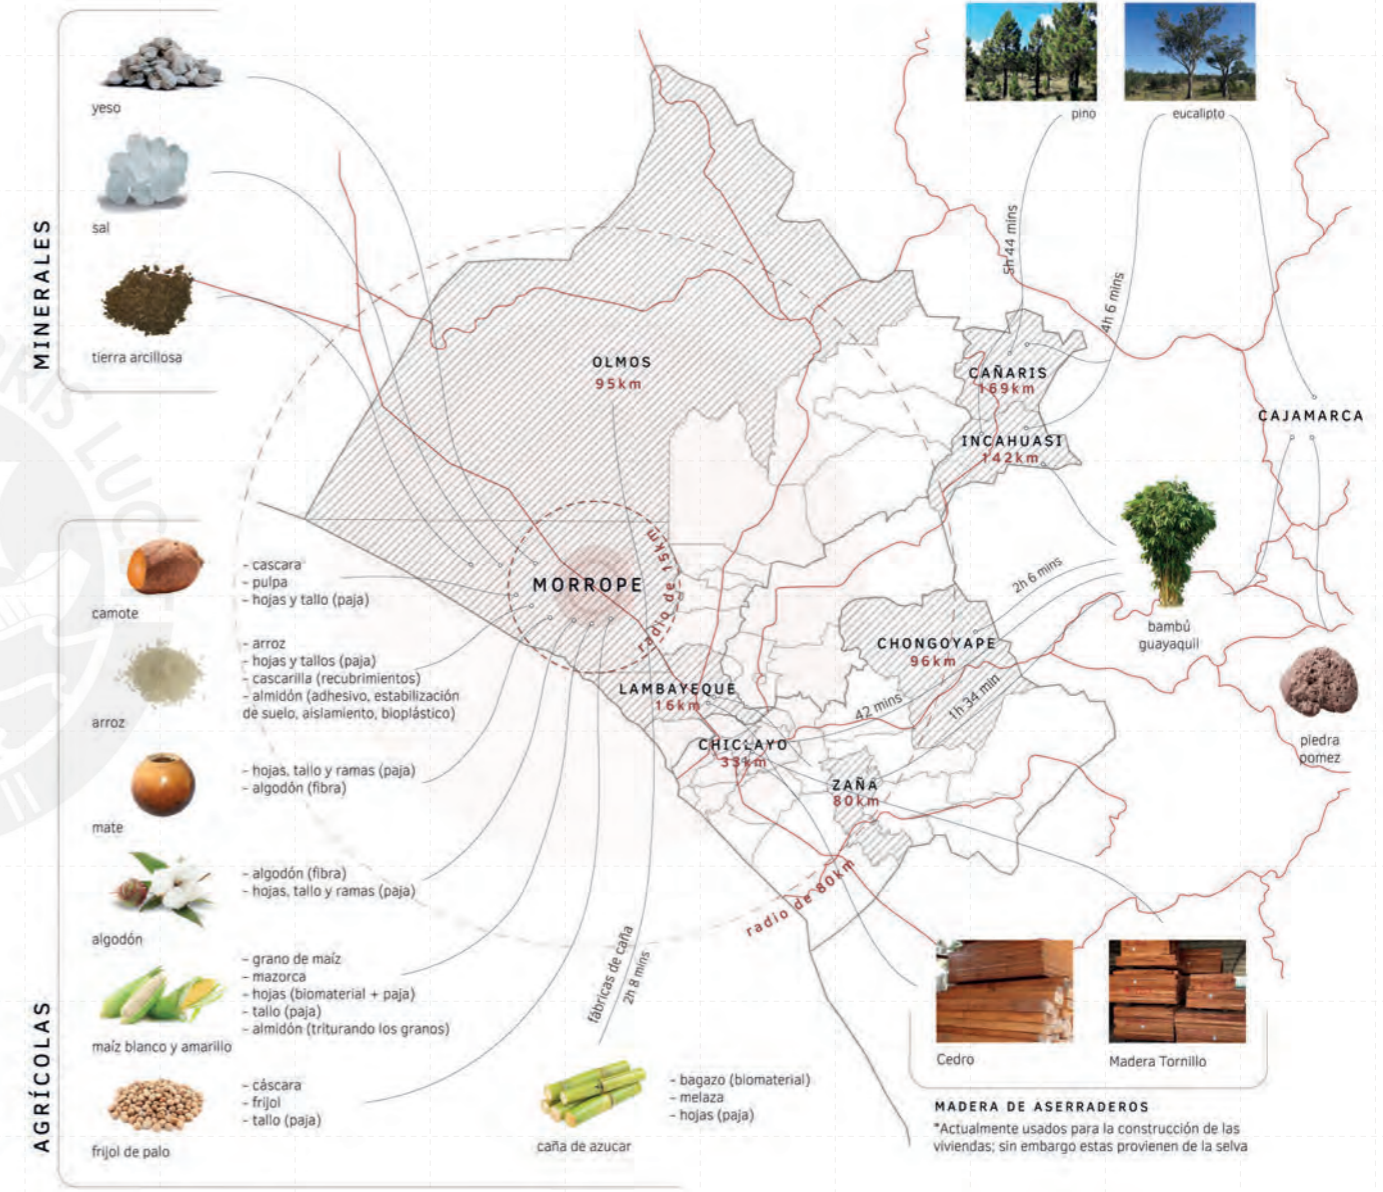 MINERALES
yeso
sal
tierra arcillosa
pino
eucalipto
5h 44 mins
4h 6 mins
OLMOS
95km
CAÑARIS
169km
INCAHUASI
142km
CAJAMARCA
MORROPE
radio de 15km
2h 6 mins
bambú
guayaquil
CHONGOYAPE
96km
LAMBAYEQUE
16km
42 mins
1h 34 min
CHICLAYO
33km
ZAÑA
80km
piedra
pomez
radio de 80km
AGRÍCOLAS
camote
- cascara
- pulpa
- hojas y tallo (paja)
arroz
- arroz
- hojas y tallos (paja)
- cascarilla (recubrimientos)
- almidón (adhesivo, estabilización
de suelo, aislamiento, bioplástico)
mate
- hojas, tallo y ramas (paja)
- algodón (fibra)
algodón
- algodón (fibra)
- hojas, tallo y ramas (paja)
maíz blanco y amarillo
- grano de maíz
- mazorca
- hojas (biomaterial + paja)
- tallo (paja)
- almidón (triturando los granos)
frijol de palo
- cáscara
- frijol
- tallo (paja)
fábricas de caña
2h 8 mins
caña de azucar
- bagazo (biomaterial)
- melaza
- hojas (paja)
Cedro
Madera Tornillo
MADERA DE ASERRADEROS
*Actualmente usados para la construcción de las
viviendas; sin embargo estas provienen de la selva